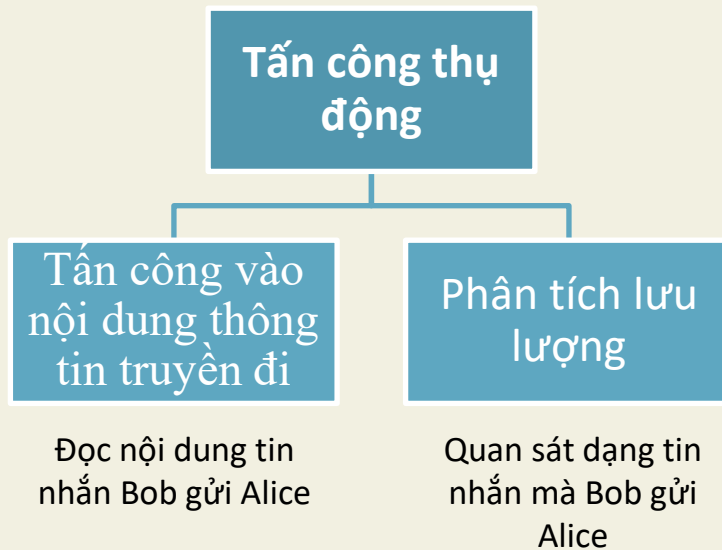 Tấn công thụ
động
Tấn công vào
nội dung thông
tin truyền đi
Phân tích lưu
lượng
Đọc nội dung tin
nhắn Bob gửi Alice
Quan sát dạng tin
nhắn mà Bob gửi
Alice